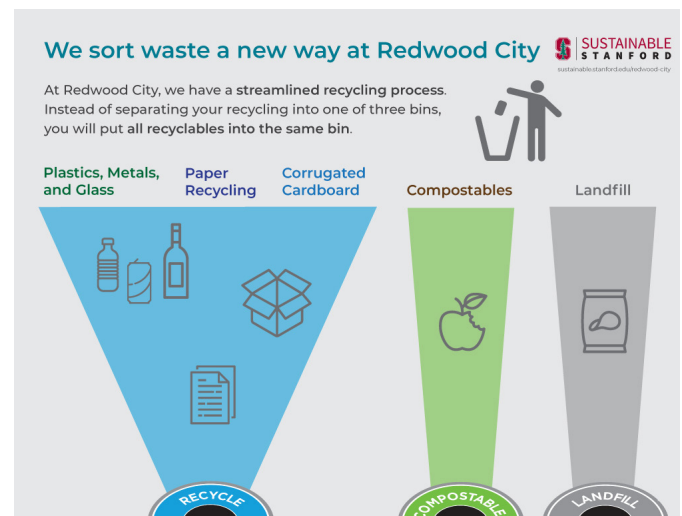 We sort waste a new way at Redwood City
SUSTAINABLE
STANFORD
sustainable.stanford.edu/redwood-city
At Redwood City, we have a streamlined recycling process.
Instead of separating your recycling into one of three bins,
you will put all recyclables into the same bin.
Plastics, Metals,
and Glass
Paper
Recycling
Corrugated
Cardboard
Compostables
Landfill
RECYCLE
COMPOSTABLE
LANDFILL